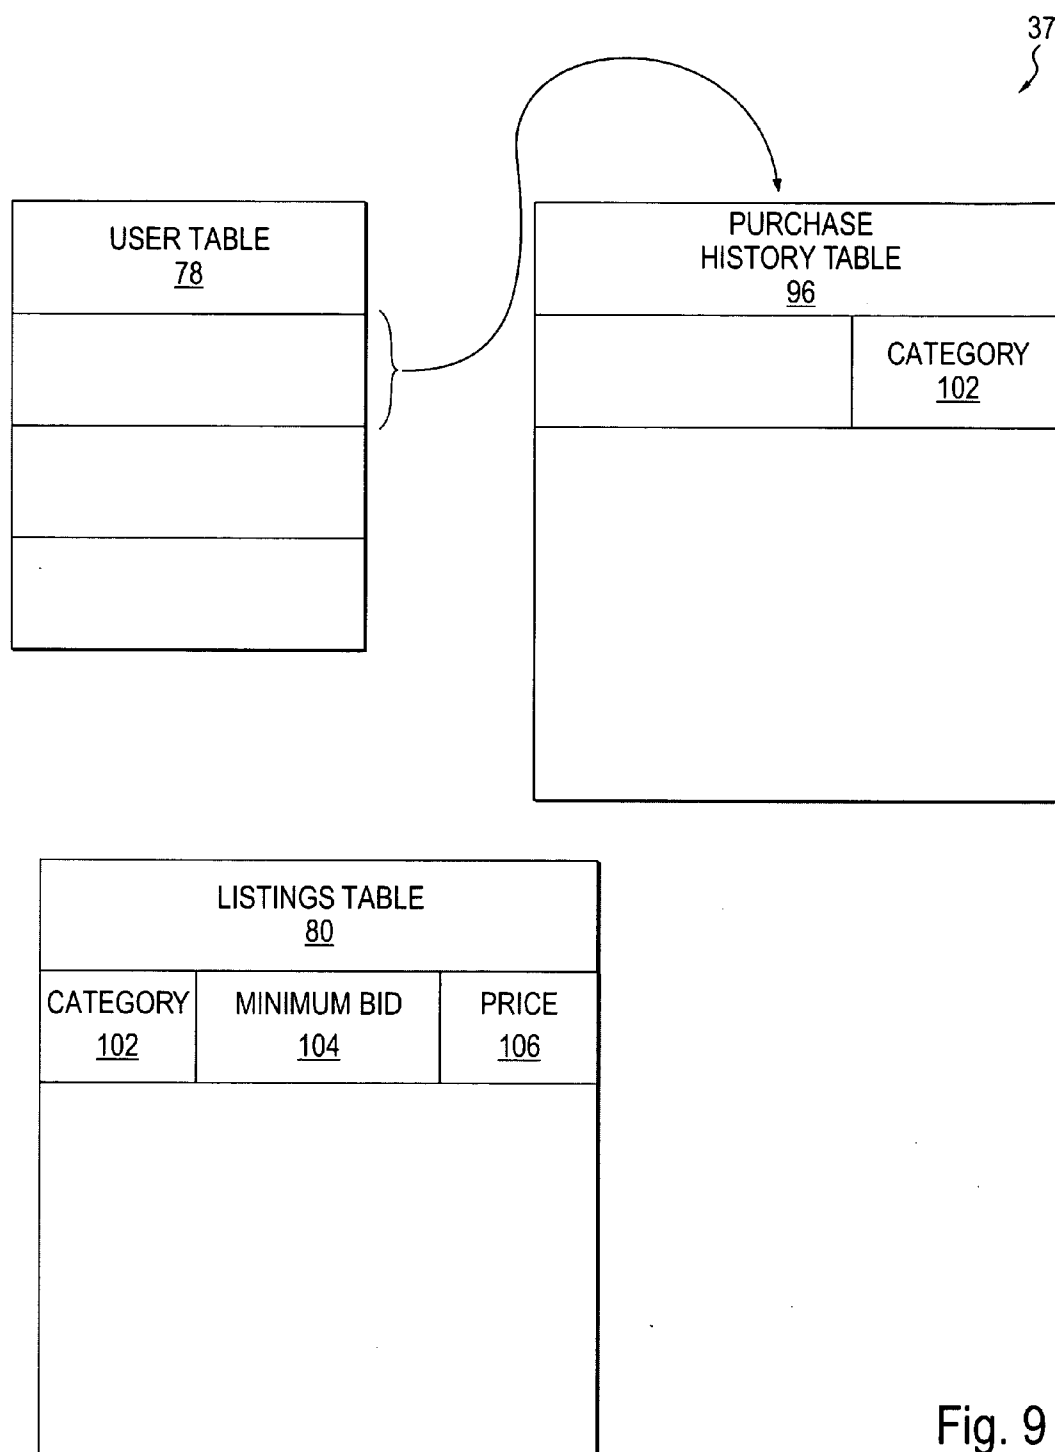 37
USER TABLE
78
PURCHASE
HISTORY TABLE
96
CATEGORY
102
LISTINGS TABLE
80
CATEGORY
102
MINIMUM BID
104
PRICE
106
Fig. 9